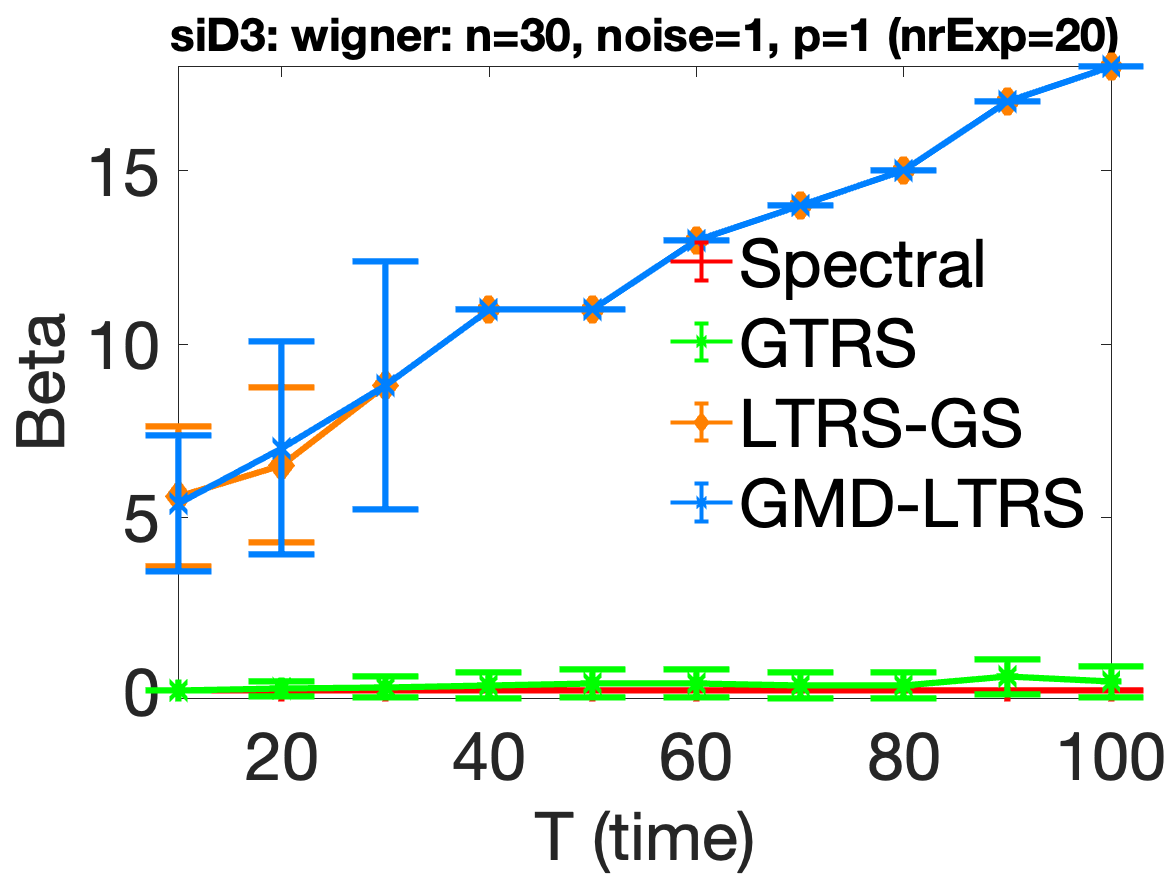 siD3: wigner: n=30, noise=1, p=1 (nrExp=20)
15
10
5
0
Beta
Spectral
GTRS
LTRS-GS
GMD-LTRS
20 40 60 80 100
T (time)